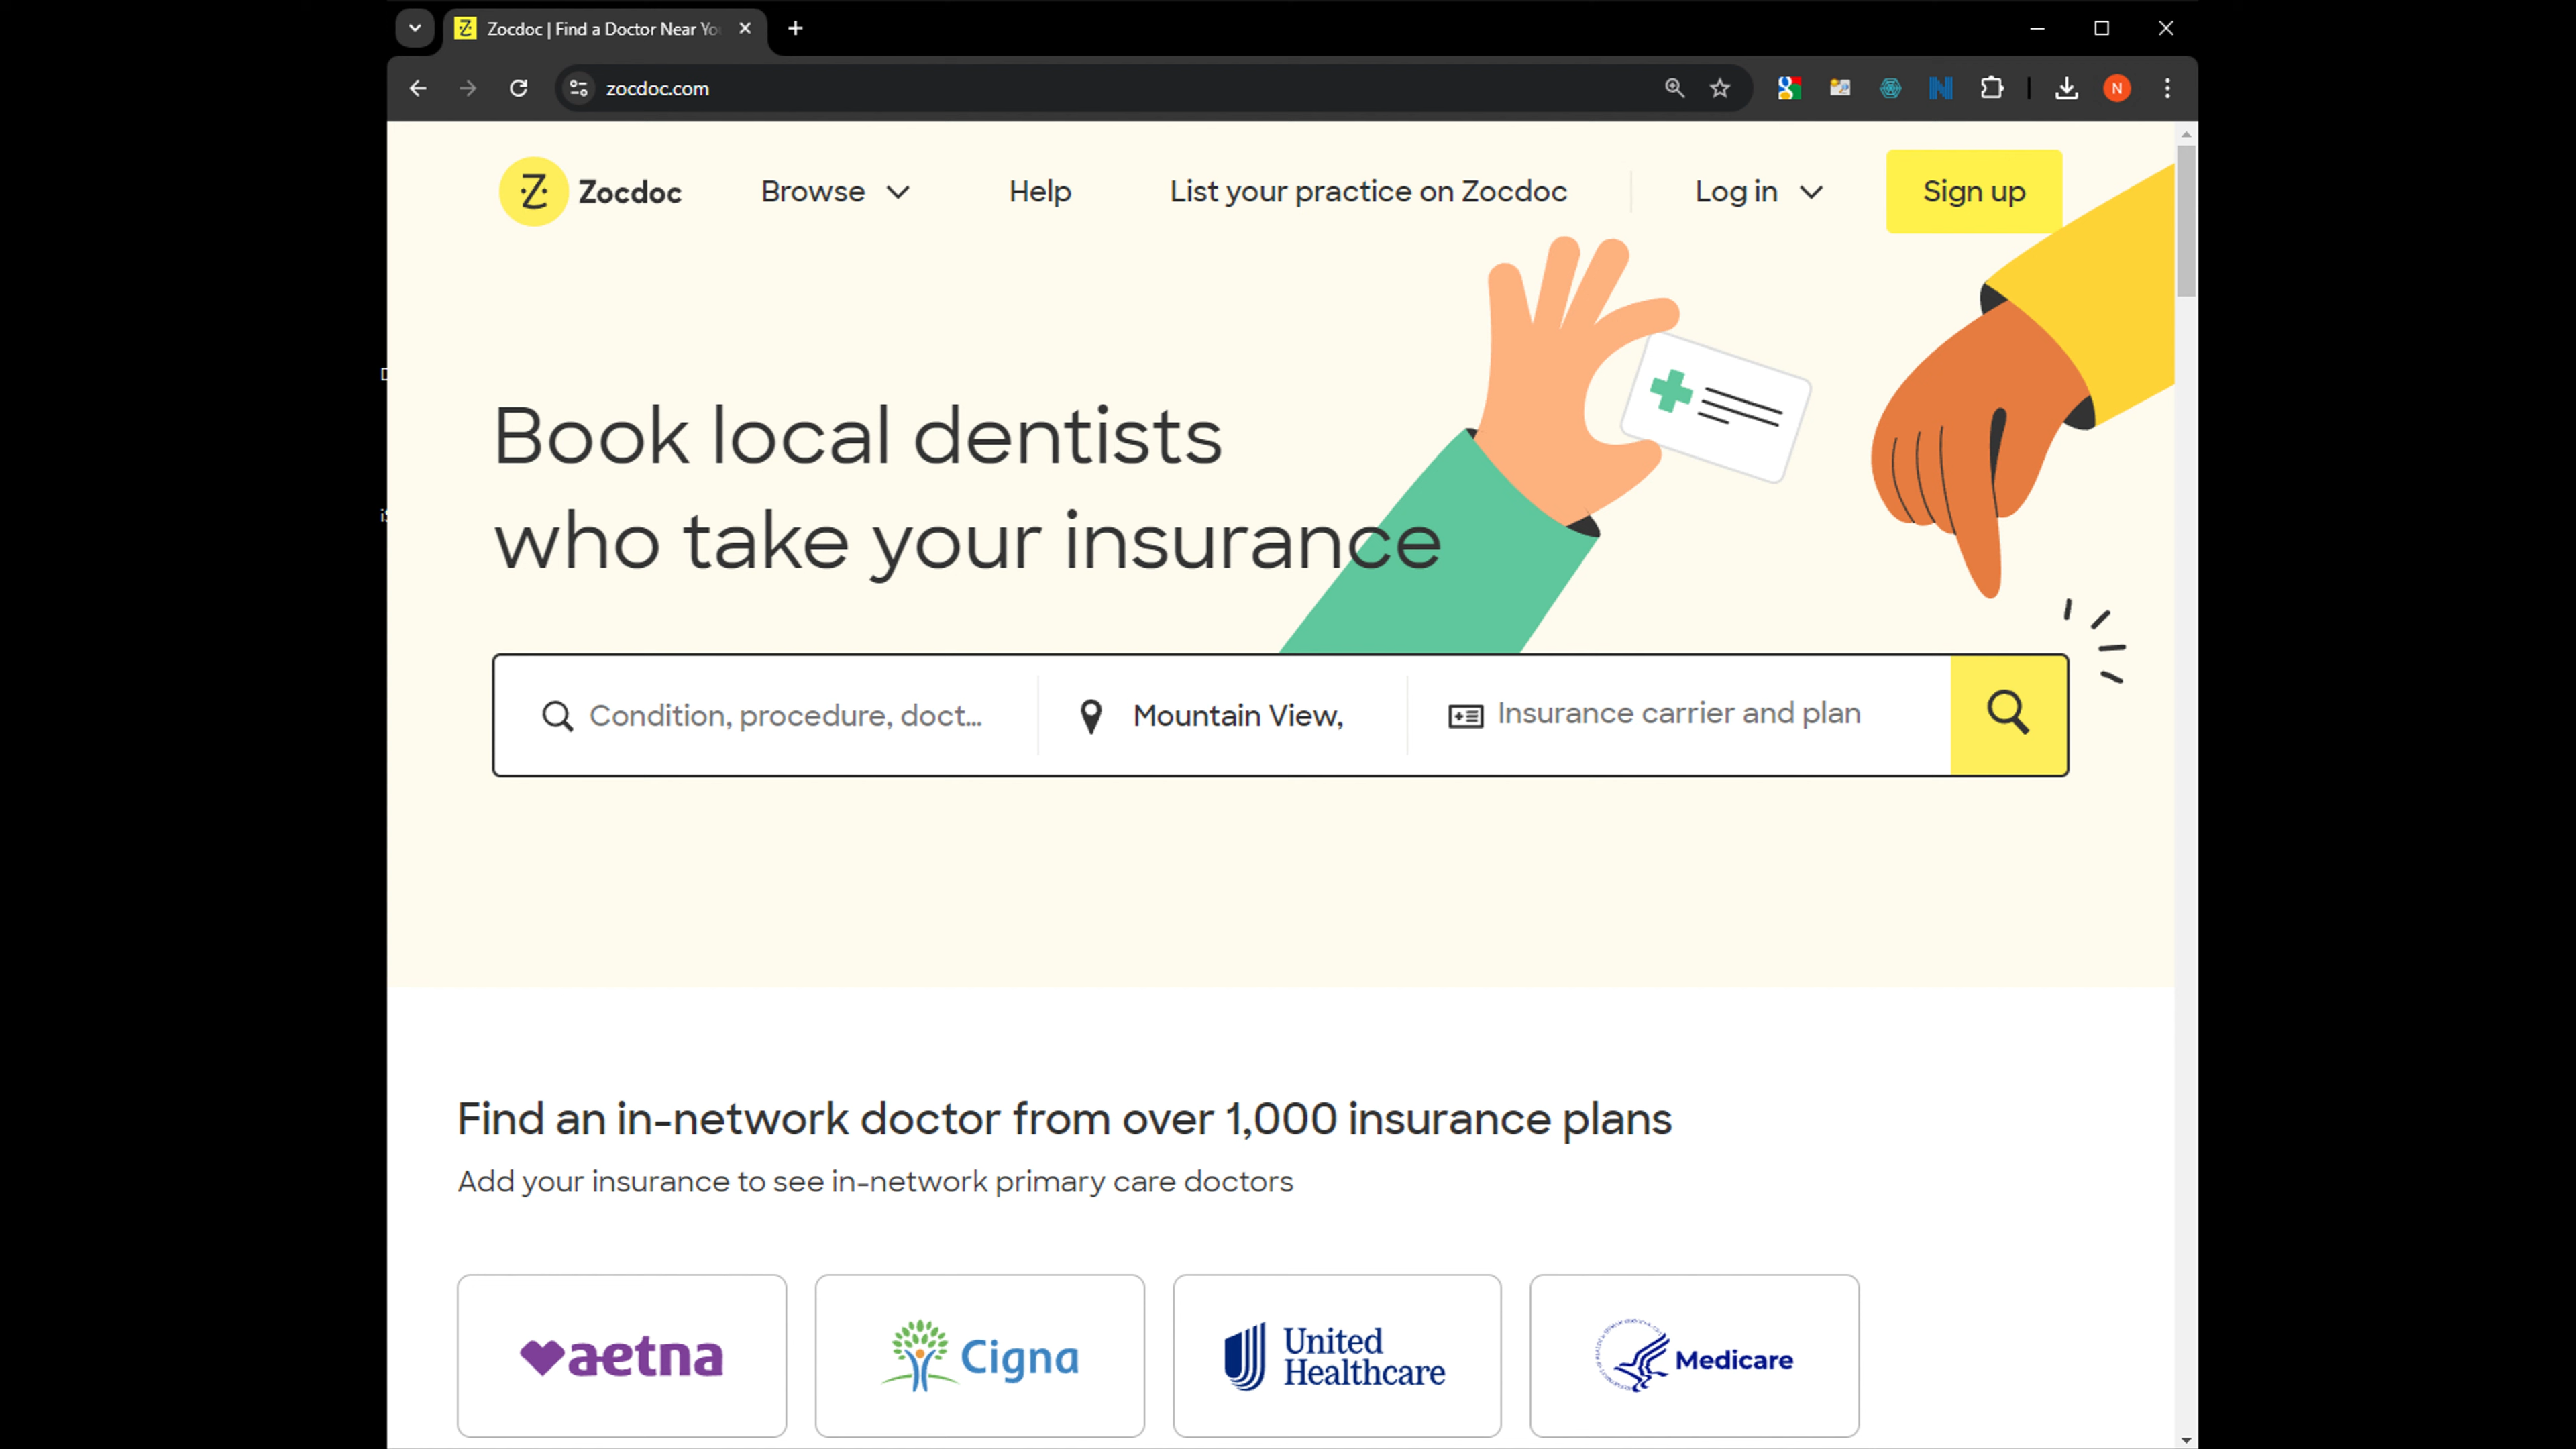 Zocdoc | Find a Doctor Near Yo
zocdoc.com
N
Zocdoc
Browse
Help
List your practice on Zocdoc
Log in
Sign up
Book local dentists
who take your insurance
Condition, procedure, doct...
Mountain View,
Insurance carrier and plan
Find an in-network doctor from over 1,000 insurance plans
Add your insurance to see in-network primary care doctors
aetna
Cigna
United
Healthcare
Medicare